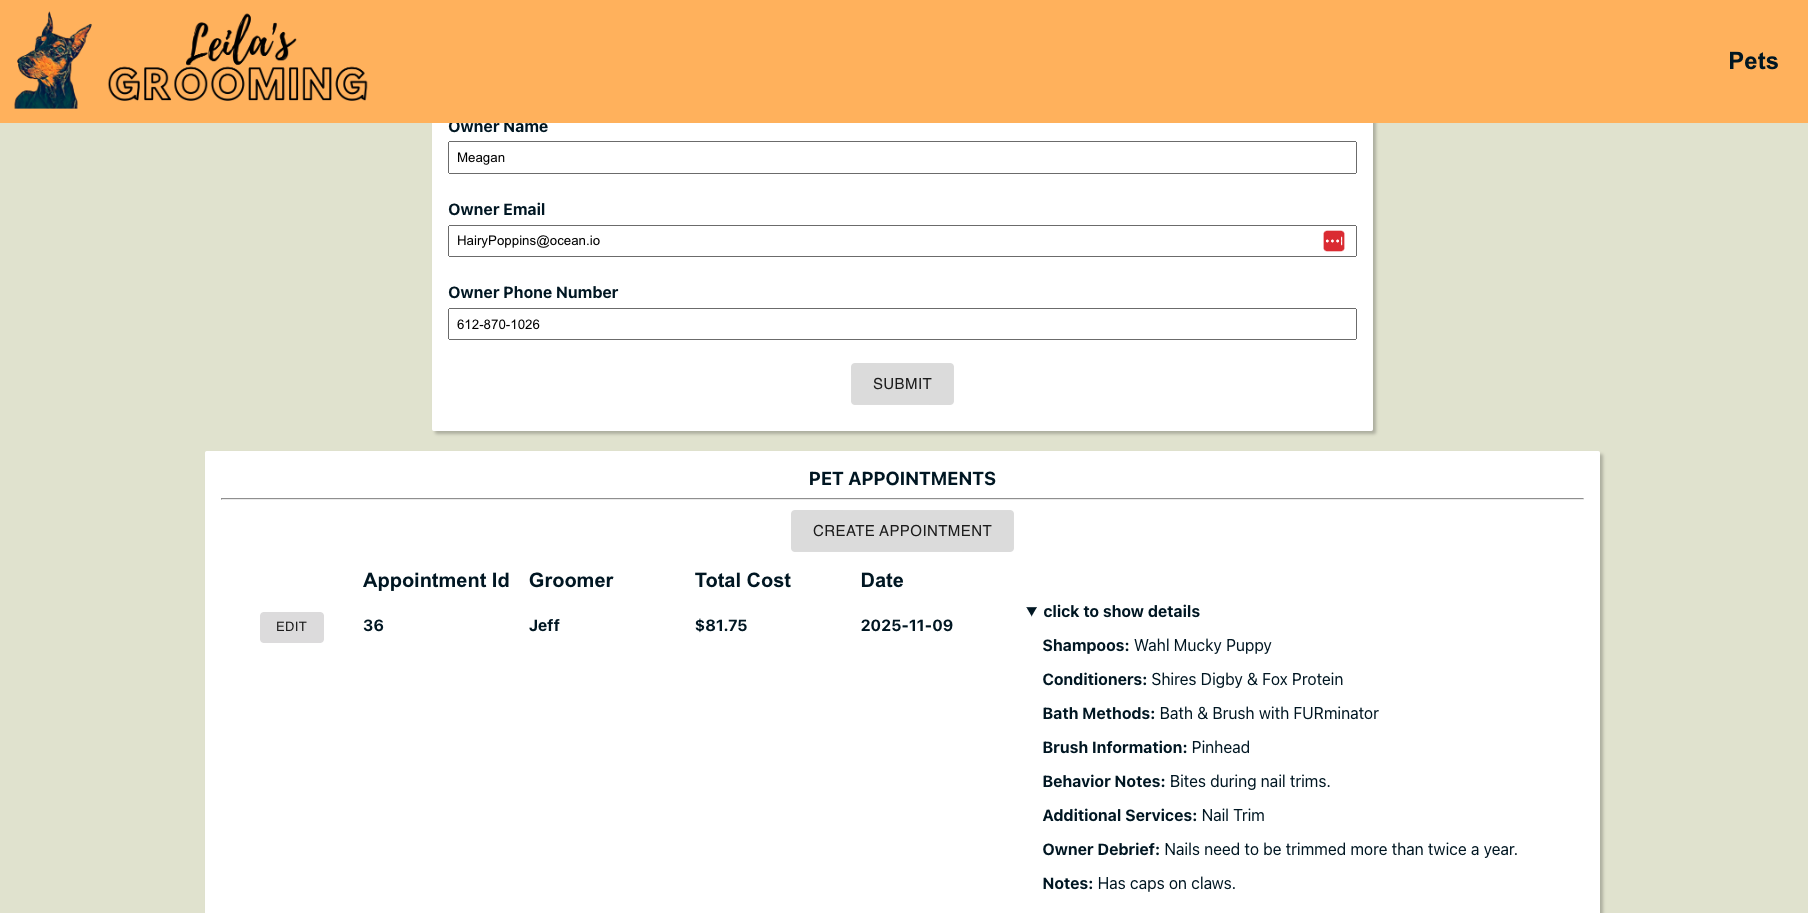 Leila's
GROOMING
Pets
Owner Name
Meagan
Owner Email
HairyPoppins@ocean.io
Owner Phone Number
612-870-1026
SUBMIT
PET APPOINTMENTS
CREATE APPOINTMENT
Appointment Id Groomer Total Cost Date
EDIT 36 Jeff $81.75 2025-11-09
▼ click to show details
Shampoos: Wahl Mucky Puppy
Conditioners: Shires Digby & Fox Protein
Bath Methods: Bath & Brush with FURminator
Brush Information: Pinhead
Behavior Notes: Bites during nail trims.
Additional Services: Nail Trim
Owner Debrief: Nails need to be trimmed more than twice a year.
Notes: Has caps on claws.